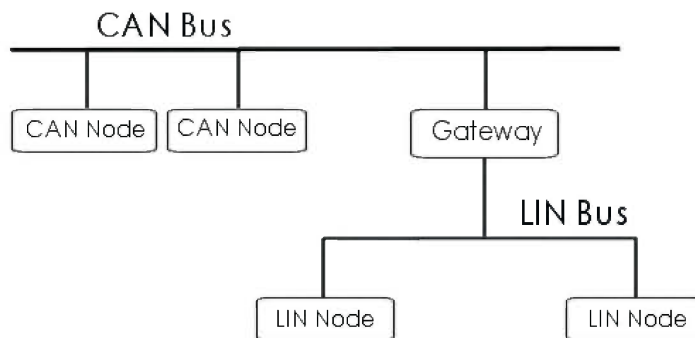 CAN Bus
CAN Node
CAN Node
Gateway
LIN Bus
LIN Node
LIN Node